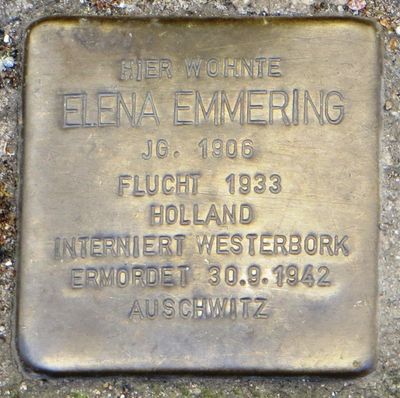 HIER WOHNTE
ELENA EMMERING
JG. 1906
FLUCHT 1933
HOLLAND
INTERNIERT WESTERBORK
ERMORDET 30.9.1942
AUSCHWITZ